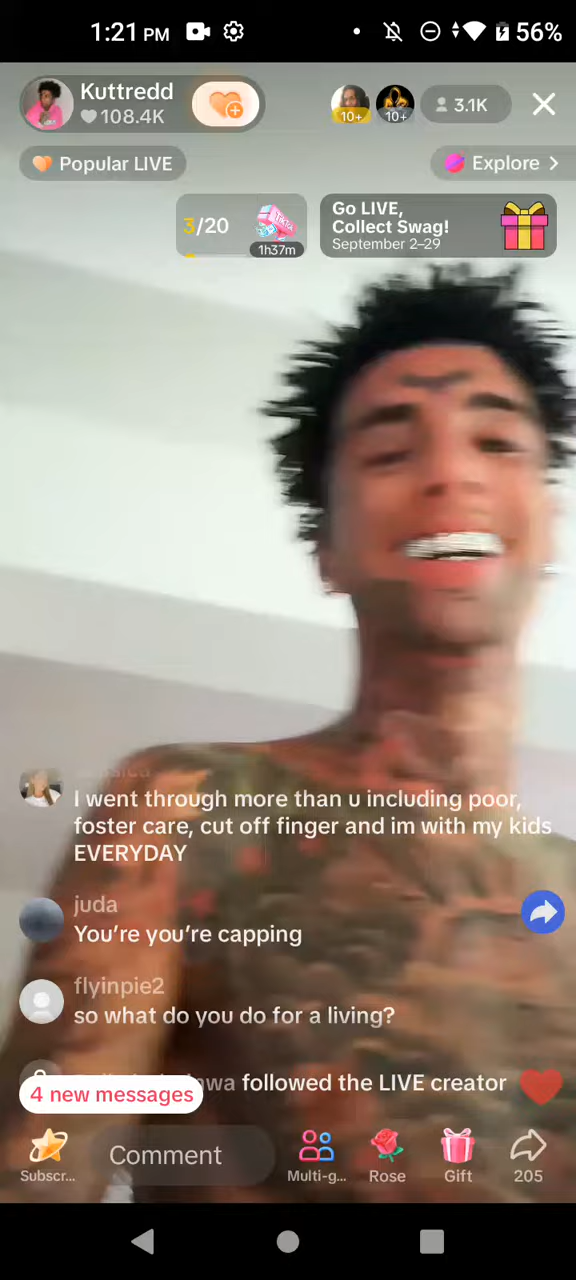 1:21 PM
56%
Kuttredd
108.4K
10+
10+
3.1K
Popular LIVE
Explore >
3/20
1h37m
Go LIVE,
Collect Swag!
September 2–29
TikTok
I went through more than u including poor,
foster care, cut off finger and im with my kids
EVERYDAY
juda
You're you're capping
flyinpie2
so what do you do for a living?
followed the LIVE creator
4 new messages
Subscr...
Comment
Multi-g...
Rose
Gift
205